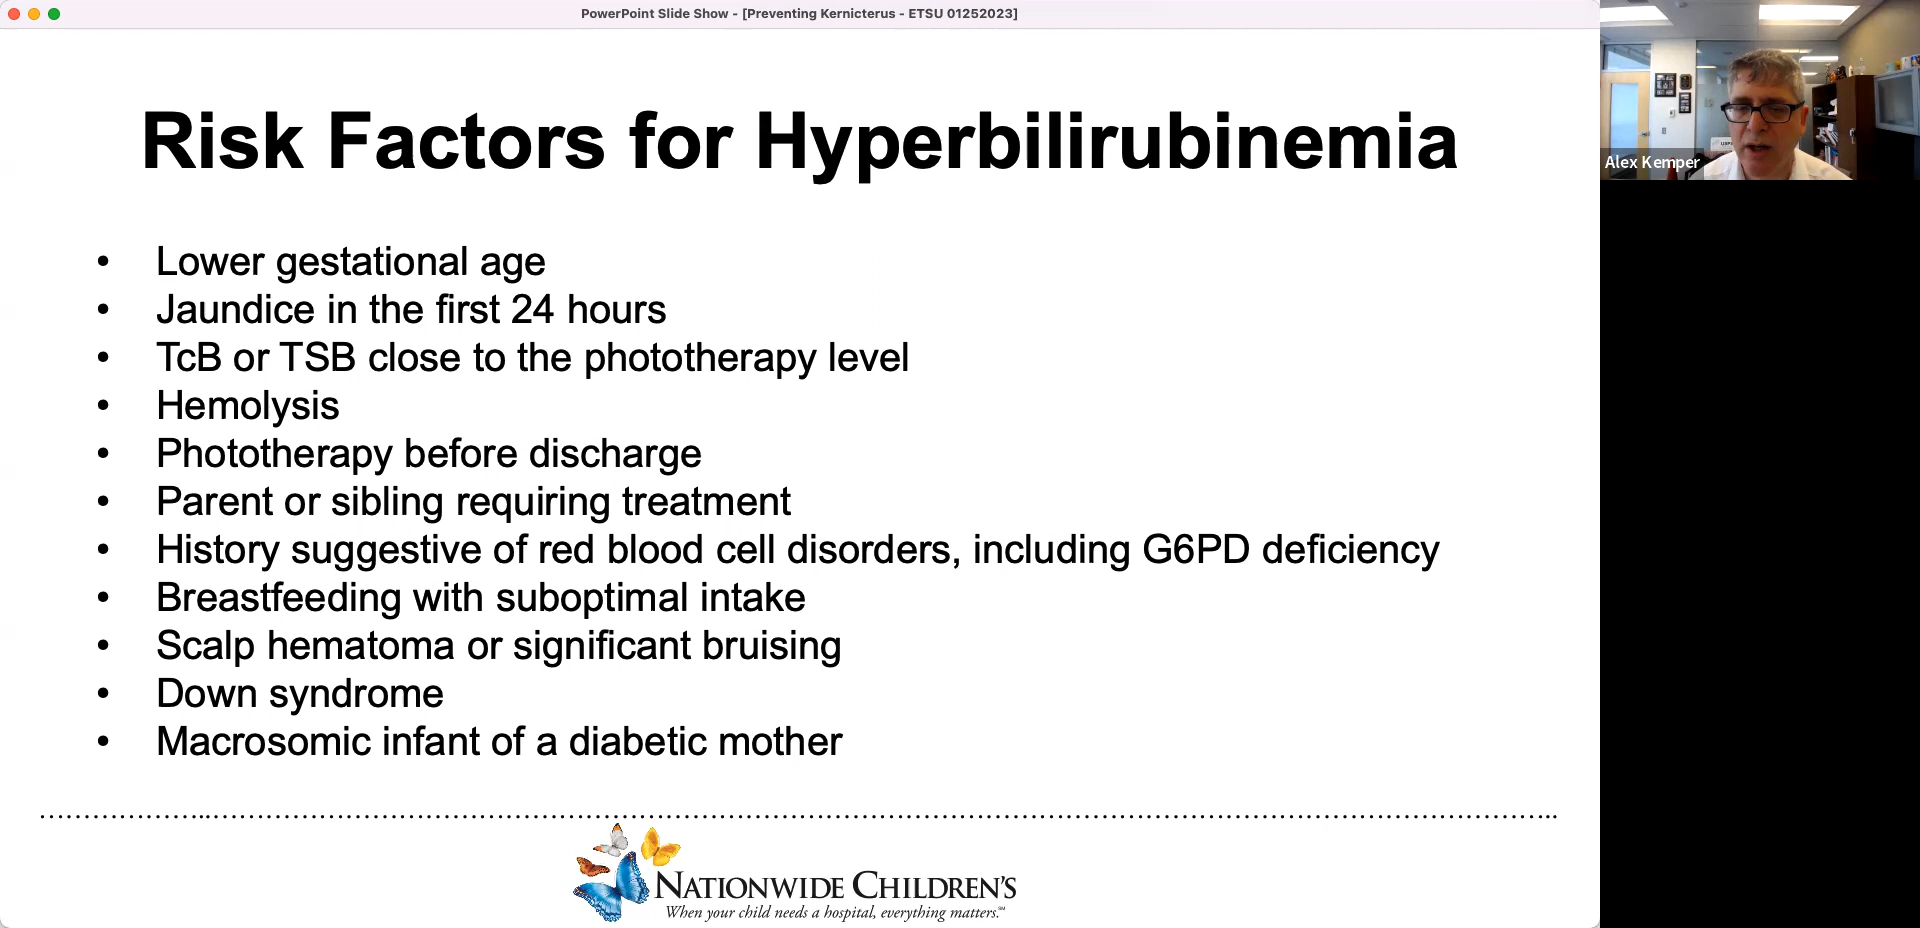 PowerPoint Slide Show - [Preventing Kernicterus - ETSU 01252023]
Risk Factors for Hyperbilirubinemia
• Lower gestational age
• Jaundice in the first 24 hours
• TcB or TSB close to the phototherapy level
• Hemolysis
• Phototherapy before discharge
• Parent or sibling requiring treatment
• History suggestive of red blood cell disorders, including G6PD deficiency
• Breastfeeding with suboptimal intake
• Scalp hematoma or significant bruising
• Down syndrome
• Macrosomic infant of a diabetic mother
NATIONWIDE CHILDREN'S
When your child needs a hospital, everything matters.℠
Alex Kemper